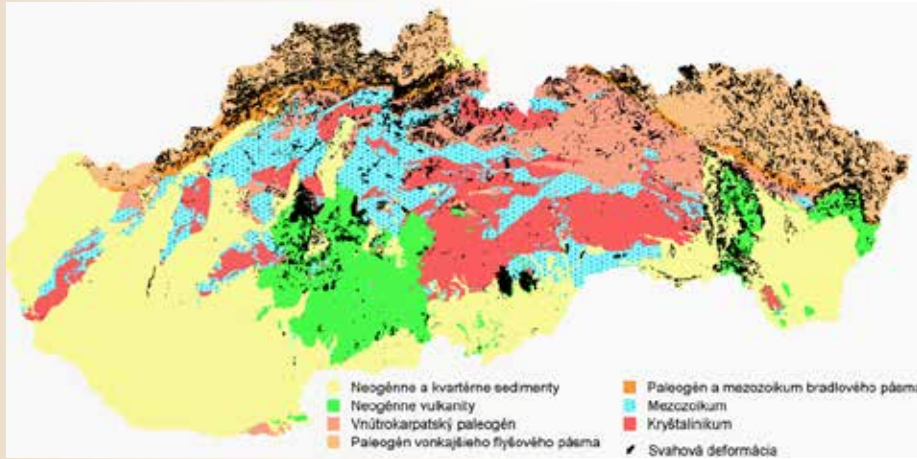 Neogénne a kvartérne sedimenty
Neogénne vulkanity
Vnútrokarpatský paleogén
Paleogén vonkajšieho flyšového pásma
Paleogén a mezozoikum bradlového pásma
Mezozoikum
Kryštalinikum
Svahová deformácia